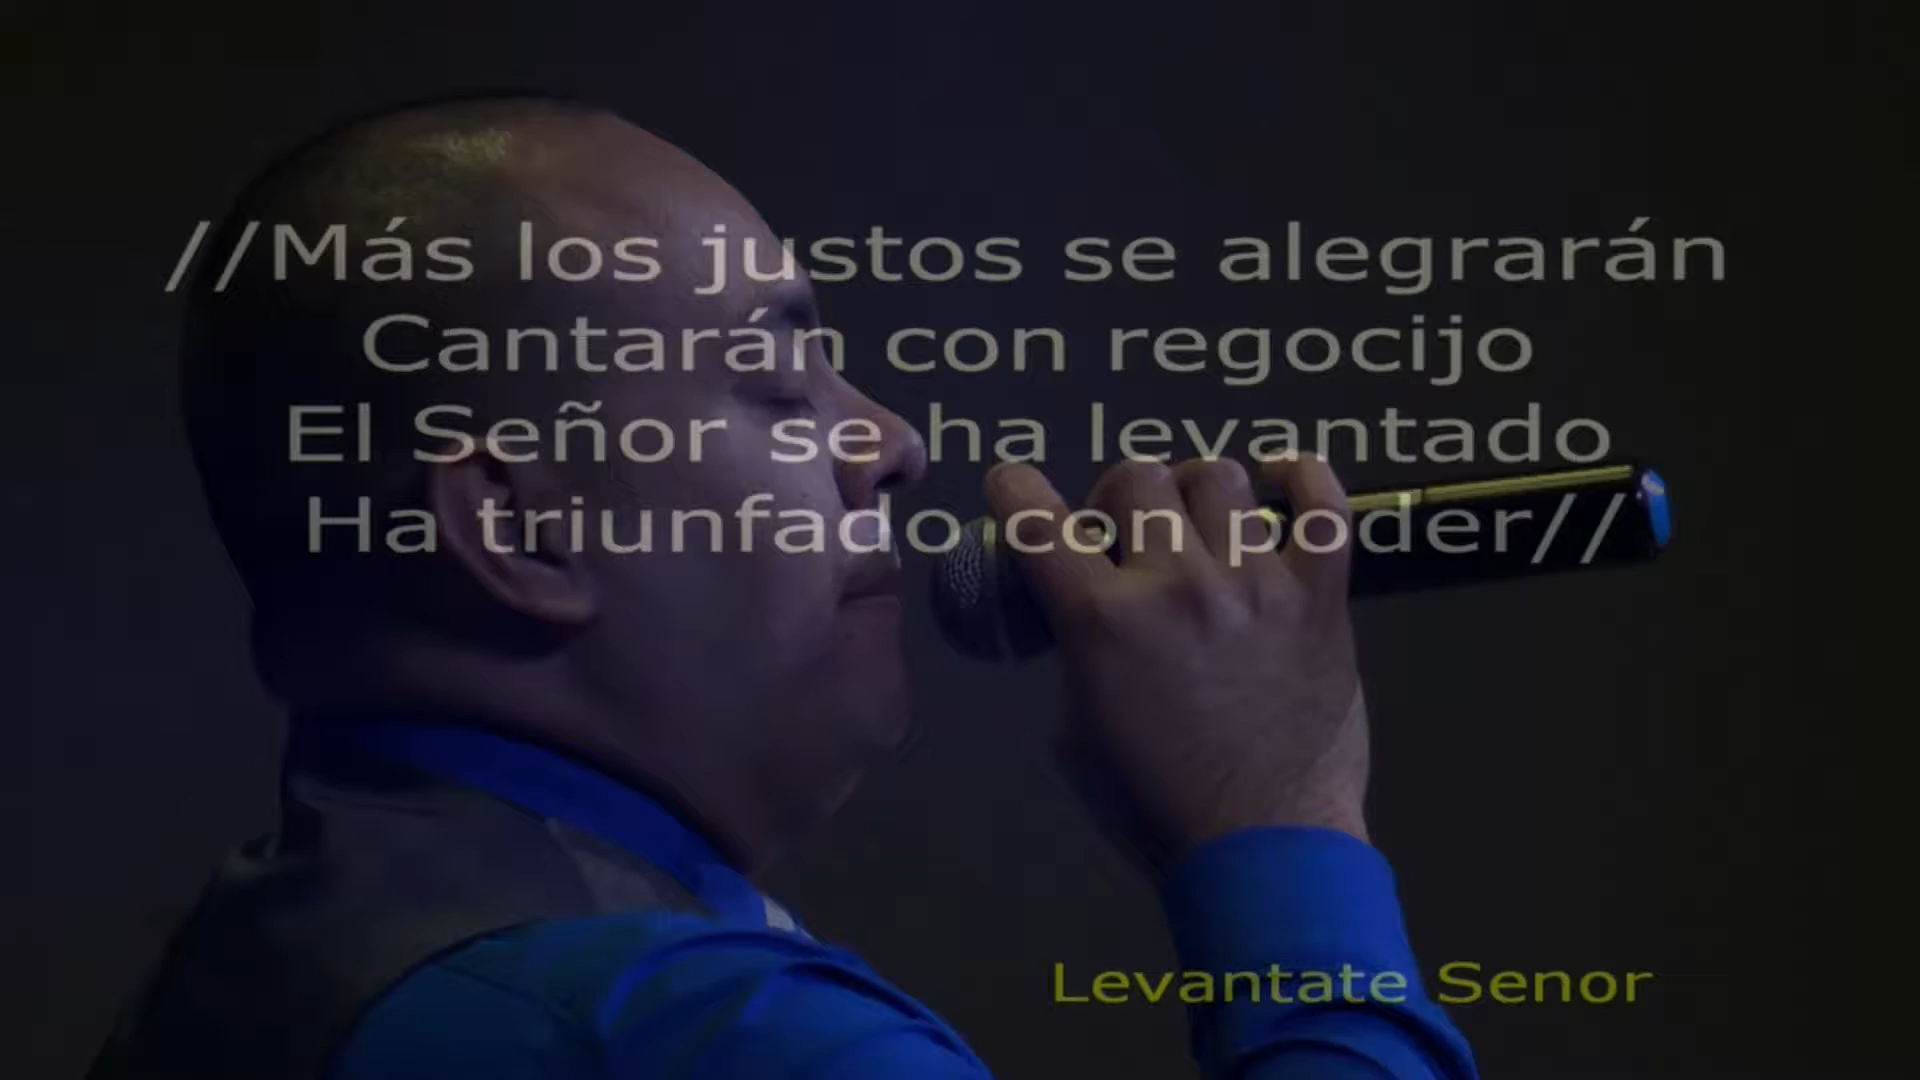 //Más los justos se alegrarán
Cantarán con regocijo
El Señor se ha levantado
Ha triunfado con poder//
Levantate Senor